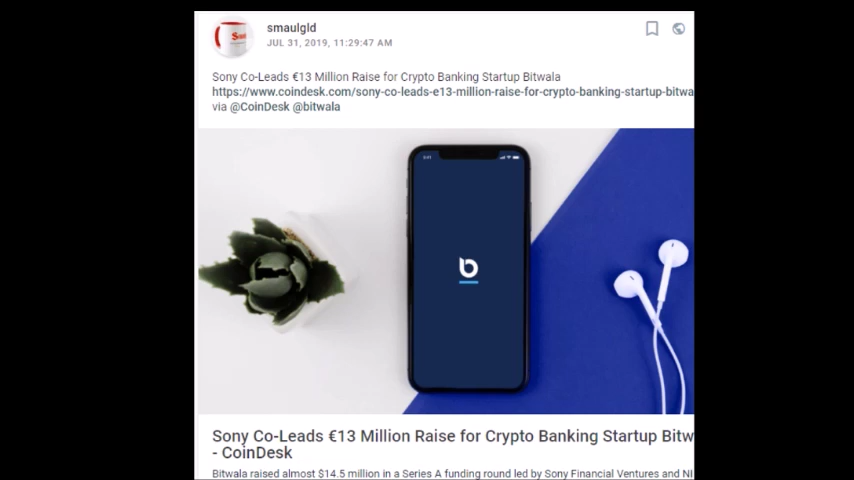 smaulgld
JUL 31, 2019, 11:29:47 AM
Sony Co-Leads €13 Million Raise for Crypto Banking Startup Bitwala
https://www.coindesk.com/sony-co-leads-e13-million-raise-for-crypto-banking-startup-bitwa
via @CoinDesk @bitwala
b
Sony Co-Leads €13 Million Raise for Crypto Banking Startup Bitw
- CoinDesk
Bitwala raised almost $14.5 million in a Series A funding round led by Sony Financial Ventures and NI